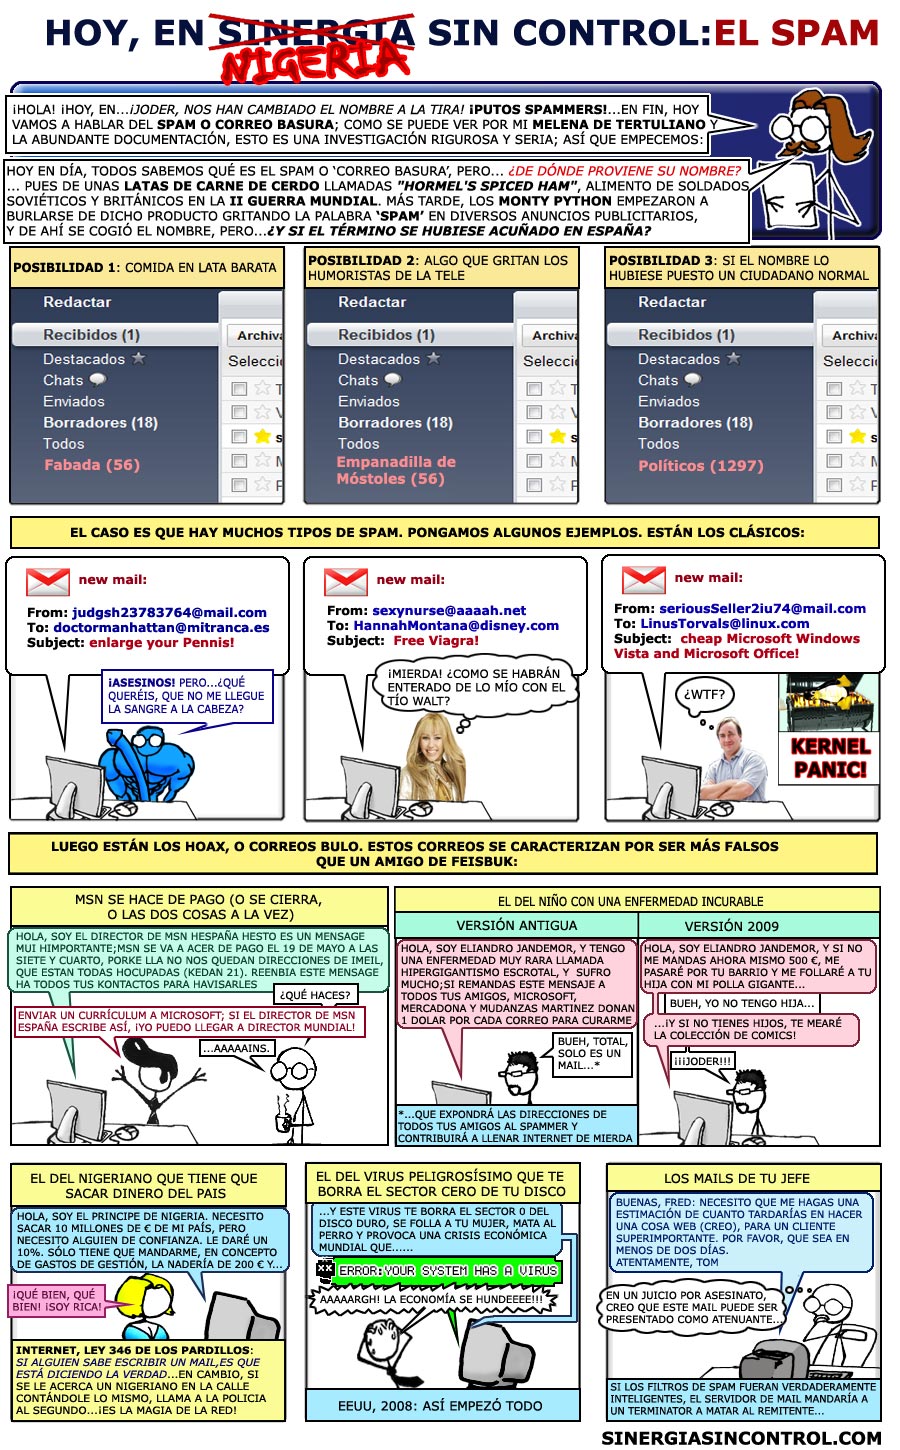 HOY, EN SINERGIA SIN CONTROL:EL SPAM
NIGERIA
¡HOLA! ¡HOY, EN...¡JODER, NOS HAN CAMBIADO EL NOMBRE A LA TIRA! ¡PUTOS SPAMMERS!...EN FIN, HOY
VAMOS A HABLAR DEL SPAM O CORREO BASURA; COMO SE PUEDE VER POR MI MELENA DE TERTULIANO Y
LA ABUNDANTE DOCUMENTACIÓN, ESTO ES UNA INVESTIGACIÓN RIGUROSA Y SERIA; ASÍ QUE EMPECEMOS:
HOY EN DÍA, TODOS SABEMOS QUÉ ES EL SPAM O 'CORREO BASURA', PERO... ¿DE DÓNDE PROVIENE SU NOMBRE?
... PUES DE UNAS LATAS DE CARNE DE CERDO LLAMADAS "HORMEL'S SPICED HAM", ALIMENTO DE SOLDADOS
SOVIÉTICOS Y BRITÁNICOS EN LA II GUERRA MUNDIAL. MÁS TARDE, LOS MONTY PYTHON EMPEZARON A
BURLARSE DE DICHO PRODUCTO GRITANDO LA PALABRA 'SPAM' EN DIVERSOS ANUNCIOS PUBLICITARIOS,
Y DE AHÍ SE COGIÓ EL NOMBRE, PERO...¿Y SI EL TÉRMINO SE HUBIESE ACUÑADO EN ESPAÑA?
POSIBILIDAD 1: COMIDA EN LATA BARATA
Redactar
Recibidos (1)
Destacados
Chats
Enviados
Borradores (18)
Todos
Fabada (56)
Archiva
Selecci
T
V
s
M
F
POSIBILIDAD 2: ALGO QUE GRITAN LOS
HUMORISTAS DE LA TELE
Redactar
Recibidos (1)
Destacados
Chats
Enviados
Borradores (18)
Todos
Empanadilla de
Móstoles (56)
Archiva
Selecci
T
V
s
M
F
POSIBILIDAD 3: SI EL NOMBRE LO
HUBIESE PUESTO UN CIUDADANO NORMAL
Redactar
Recibidos (1)
Destacados
Chats
Enviados
Borradores (18)
Todos
Políticos (1297)
Archiva
Selecci
T
V
s
M
F
EL CASO ES QUE HAY MUCHOS TIPOS DE SPAM. PONGAMOS ALGUNOS EJEMPLOS. ESTÁN LOS CLÁSICOS:
new mail:
From: judgsh23783764@mail.com
To: doctormanhattan@mitranca.es
Subject: enlarge your Pennis!
¡ASESINOS! PERO...¿QUÉ
QUERÉIS, QUE NO ME LLEGUE
LA SANGRE A LA CABEZA?
new mail:
From: sexynurse@aaaah.net
To: HannahMontana@disney.com
Subject: Free Viagra!
¡MIERDA! ¿COMO SE HABRÁN
ENTERADO DE LO MÍO CON EL
TÍO WALT?
new mail:
From: seriousSeller2iu74@mail.com
To: LinusTorvals@linux.com
Subject: cheap Microsoft Windows
Vista and Microsoft Office!
¿WTF?
KERNEL
PANIC!
LUEGO ESTÁN LOS HOAX, O CORREOS BULO. ESTOS CORREOS SE CARACTERIZAN POR SER MÁS FALSOS
QUE UN AMIGO DE FEISBUK:
MSN SE HACE DE PAGO (O SE CIERRA,
O LAS DOS COSAS A LA VEZ)
HOLA, SOY EL DIRECTOR DE MSN HESPAÑA HESTO ES UN MENSAGE
MUI HIMPORTANTE;MSN SE VA A ACER DE PAGO EL 19 DE MAYO A LAS
SIETE Y CUARTO, PORKE LLA NO NOS QUEDAN DIRECCIONES DE IMEIL,
QUE ESTAN TODAS HOCUPADAS (KEDAN 21). REENBIA ESTE MENSAGE
HA TODOS TUS KONTACTOS PARA HAVISARLES
¿QUÉ HACES?
ENVIAR UN CURRÍCULUM A MICROSOFT; SI EL DIRECTOR DE MSN
ESPAÑA ESCRIBE ASÍ, ¡YO PUEDO LLEGAR A DIRECTOR MUNDIAL!
...AAAAAINS.
EL DEL NIÑO CON UNA ENFERMEDAD INCURABLE
VERSIÓN ANTIGUA
HOLA, SOY ELIANDRO JANDEMOR, Y TENGO
UNA ENFERMEDAD MUY RARA LLAMADA
HIPERGIGANTISMO ESCROTAL, Y SUFRO
MUCHO;SI REMANDAS ESTE MENSAJE A
TODOS TUS AMIGOS, MICROSOFT,
MERCADONA Y MUDANZAS MARTINEZ DONAN
1 DOLAR POR CADA CORREO PARA CURARME
BUEH, TOTAL,
SOLO ES UN
MAIL...*
*...QUE EXPONDRÁ LAS DIRECCIONES DE
TODOS TUS AMIGOS AL SPAMMER Y
CONTRIBUIRÁ A LLENAR INTERNET DE MIERDA
VERSIÓN 2009
HOLA, SOY ELIANDRO JANDEMOR, Y SI NO
ME MANDAS AHORA MISMO 500 €, ME
PASARÉ POR TU BARRIO Y ME FOLLARÉ A TU
HIJA CON MI POLLA GIGANTE...
BUEH, YO NO TENGO HIJA...
...¡Y SI NO TIENES HIJOS, TE MEARÉ
LA COLECCIÓN DE COMICS!
¡¡¡JODER!!!
EL DEL NIGERIANO QUE TIENE QUE
SACAR DINERO DEL PAIS
HOLA, SOY EL PRINCIPE DE NIGERIA. NECESITO
SACAR 10 MILLONES DE € DE MI PAÍS, PERO
NECESITO ALGUIEN DE CONFIANZA. LE DARÉ UN
10%. SÓLO TIENE QUE MANDARME, EN CONCEPTO
DE GASTOS DE GESTIÓN, LA NADERÍA DE 200 € Y...
¡QUÉ BIEN, QUÉ
BIEN! ¡SOY RICA!
INTERNET, LEY 346 DE LOS PARDILLOS:
SI ALGUIEN SABE ESCRIBIR UN MAIL,ES QUE
ESTÁ DICIENDO LA VERDAD...EN CAMBIO, SI
SE LE ACERCA UN NIGERIANO EN LA CALLE
CONTÁNDOLE LO MISMO, LLAMA A LA POLICIA
AL SEGUNDO...¡ES LA MAGIA DE LA RED!
EL DEL VIRUS PELIGROSÍSIMO QUE TE
BORRA EL SECTOR CERO DE TU DISCO
...Y ESTE VIRUS TE BORRA EL SECTOR 0 DEL
DISCO DURO, SE FOLLA A TU MUJER, MATA AL
PERRO Y PROVOCA UNA CRISIS ECONÓMICA
MUNDIAL QUE......
ERROR:YOUR SYSTEM HAS A VIRUS
AAAAARGH! LA ECONOMÍA SE HUNDEEEE!!!
EEUU, 2008: ASÍ EMPEZÓ TODO
LOS MAILS DE TU JEFE
BUENAS, FRED: NECESITO QUE ME HAGAS UNA
ESTIMACIÓN DE CUANTO TARDARÍAS EN HACER
UNA COSA WEB (CREO), PARA UN CLIENTE
SUPERIMPORTANTE. POR FAVOR, QUE SEA EN
MENOS DE DOS DÍAS.
ATENTAMENTE, TOM
EN UN JUICIO POR ASESINATO,
CREO QUE ESTE MAIL PUEDE SER
PRESENTADO COMO ATENUANTE...
SI LOS FILTROS DE SPAM FUERAN VERDADERAMENTE
INTELIGENTES, EL SERVIDOR DE MAIL MANDARÍA A
UN TERMINATOR A MATAR AL REMITENTE...
SINERGIASINCONTROL.COM